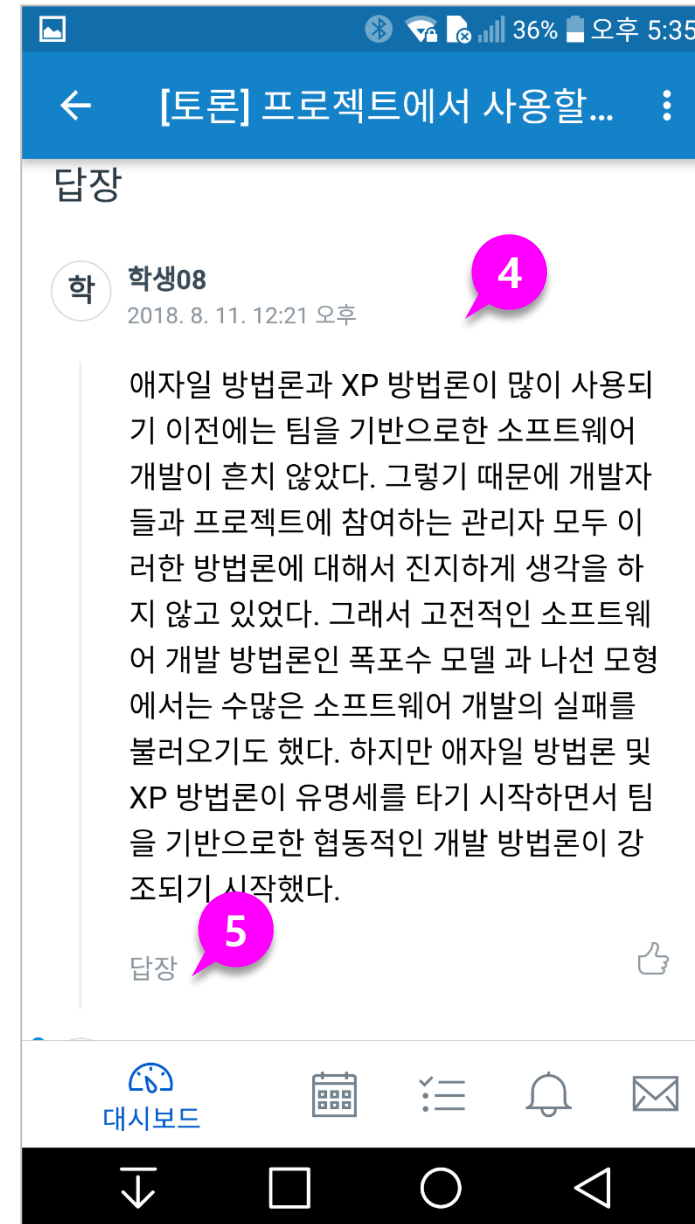 36% 오후 5:35
[토론] 프로젝트에서 사용할...
답장
학 학생08
2018. 8. 11. 12:21 오후
4
애자일 방법론과 XP 방법론이 많이 사용되
기 이전에는 팀을 기반으로한 소프트웨어
개발이 흔치 않았다. 그렇기 때문에 개발자
들과 프로젝트에 참여하는 관리자 모두 이
러한 방법론에 대해서 진지하게 생각을 하
지 않고 있었다. 그래서 고전적인 소프트웨
어 개발 방법론인 폭포수 모델 과 나선 모형
에서는 수많은 소프트웨어 개발의 실패를
불러오기도 했다. 하지만 애자일 방법론 및
XP 방법론이 유명세를 타기 시작하면서 팀
을 기반으로한 협동적인 개발 방법론이 강
조되기 시작했다.
5
답장
대시보드